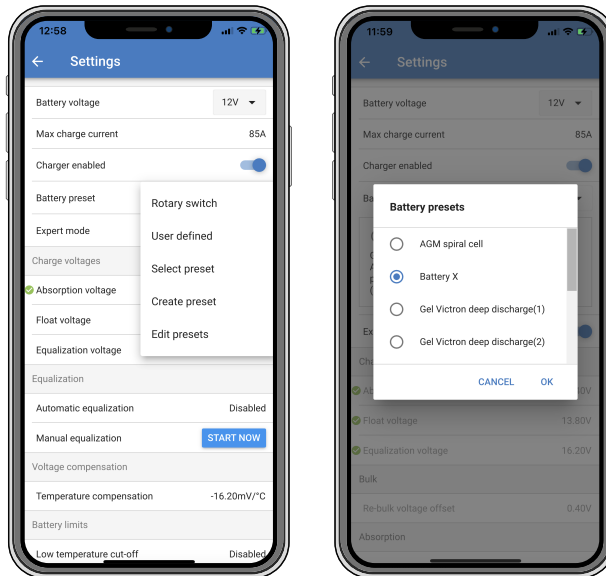 12:58
Settings
Battery voltage 12V
Max charge current 85A
Charger enabled
Battery preset
Rotary switch
User defined
Select preset
Create preset
Edit presets
Expert mode
Charge voltages
Absorption voltage
Float voltage
Equalization voltage
Equalization
Automatic equalization Disabled
Manual equalization START NOW
Voltage compensation
Temperature compensation -16.20mV/°C
Battery limits
Low temperature cut-off Disabled
11:59
Settings
Battery voltage 12V
Max charge current 85A
Charger enabled
Ba
Battery presets
AGM spiral cell
Battery X
Gel Victron deep discharge(1)
Gel Victron deep discharge(2)
CANCEL OK
Ex
Ch
Ab
Float voltage 13.80V
Equalization voltage 16.20V
Bulk
Re-bulk voltage offset 0.40V
Absorption